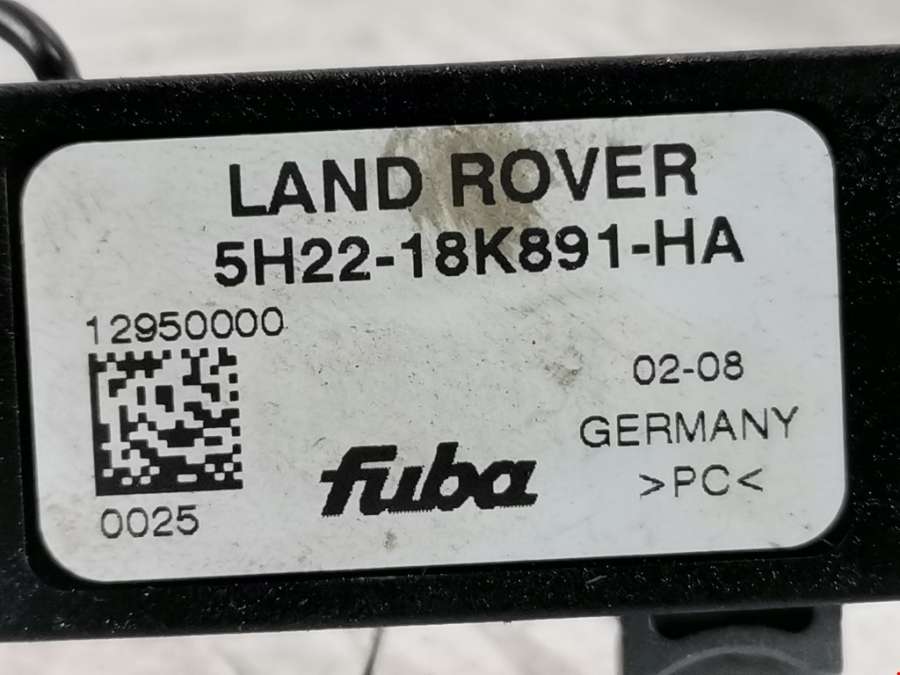 LAND ROVER
5H22-18K891-HA
12950000
02-08
GERMANY
>PC<
0025
fuba